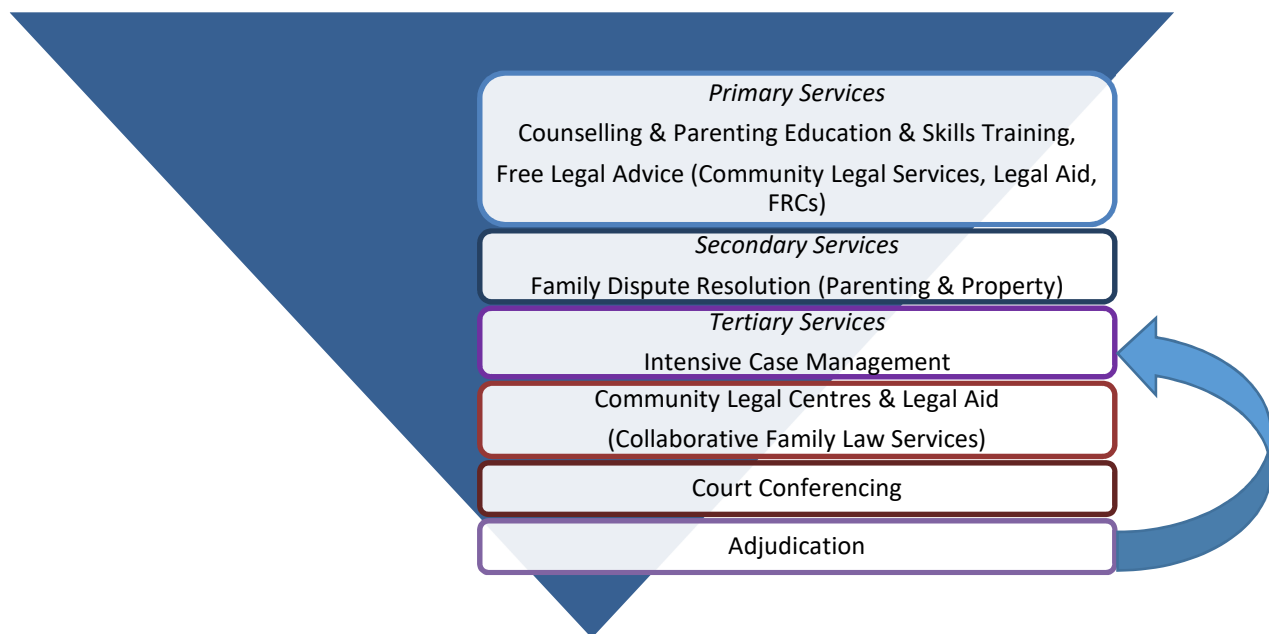 Primary Services
Counselling & Parenting Education & Skills Training,
Free Legal Advice (Community Legal Services, Legal Aid,
FRCs)
Secondary Services
Family Dispute Resolution (Parenting & Property)
Tertiary Services
Intensive Case Management
Community Legal Centres & Legal Aid
(Collaborative Family Law Services)
Court Conferencing
Adjudication